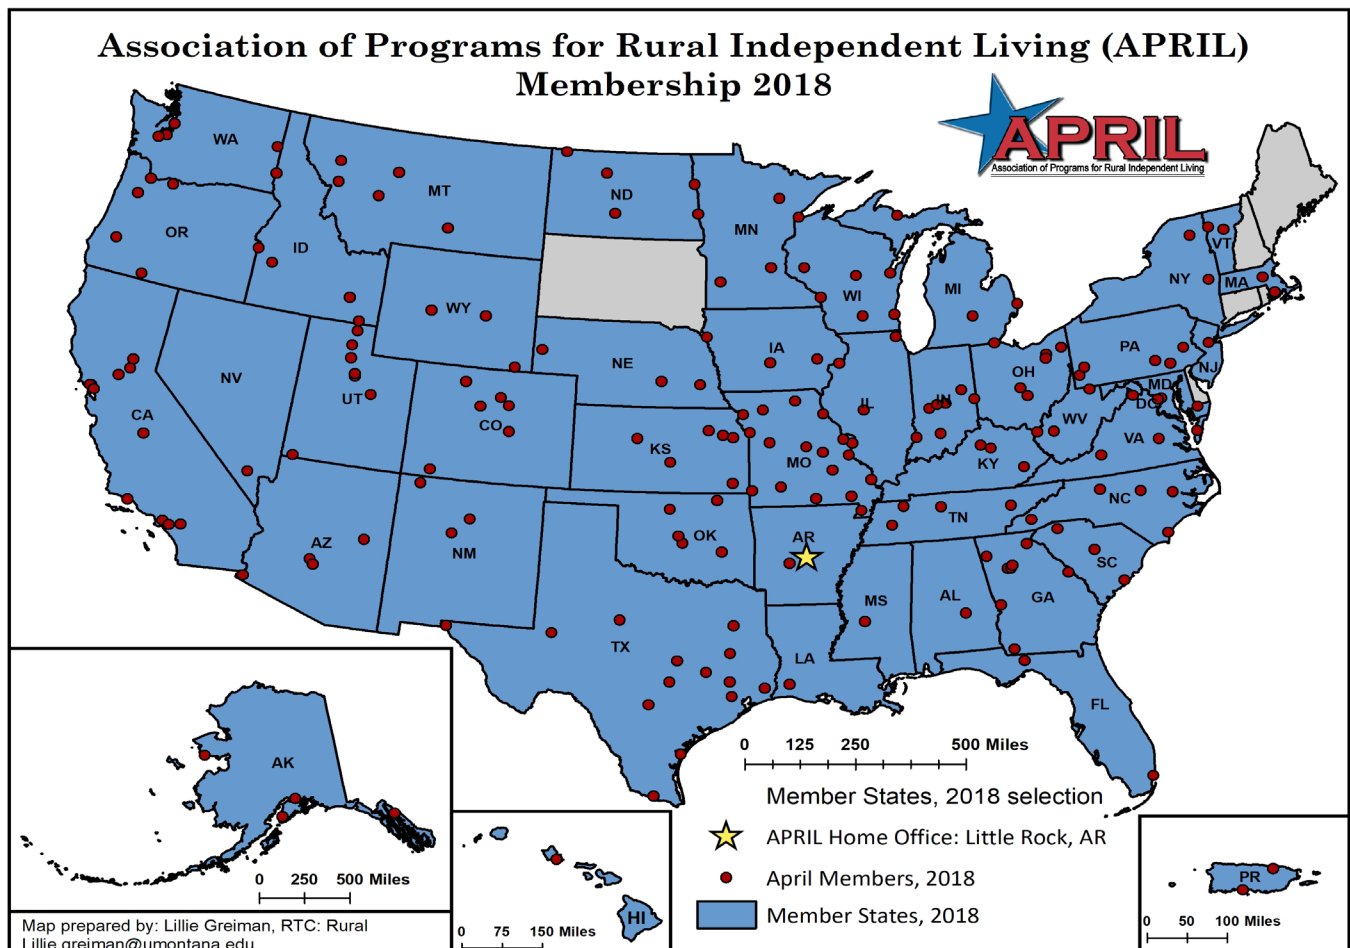 Association of Programs for Rural Independent Living (APRIL)
Membership 2018
APRIL
Association of Programs for Rural Independent Living
WA
MT
ND
MN
OR
ID
WY
WI
MI
NY
VT
MA
NE
IA
PA
NJ
NV
UT
CO
CA
KS
MO
IL
IN
OH
MD
DC
WV
VA
KY
AZ
NM
OK
AR
TN
NC
SC
TX
LA
MS
AL
GA
FL
0 125 250 500 Miles
Member States, 2018 selection
APRIL Home Office: Little Rock, AR
April Members, 2018
Member States, 2018
AK
0 250 500 Miles
HI
0 75 150 Miles
PR
0 50 100 Miles
Map prepared by: Lillie Greiman, RTC: Rural
Lillie.greiman@umontana.edu